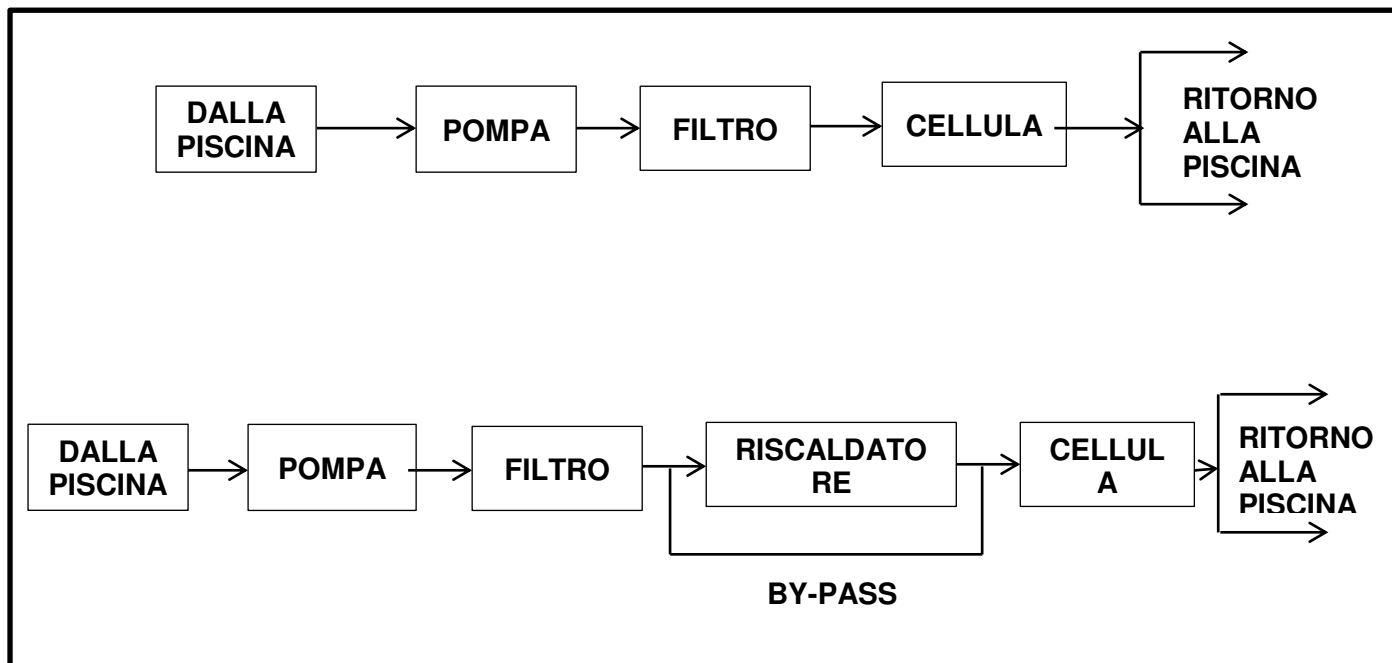 DALLA
PISCINA
POMPA
FILTRO
CELLULA
RITORNO
ALLA
PISCINA
DALLA
PISCINA
POMPA
FILTRO
RISCALDATO
RE
CELLUL
A
RITORNO
ALLA
PISCINA
BY-PASS